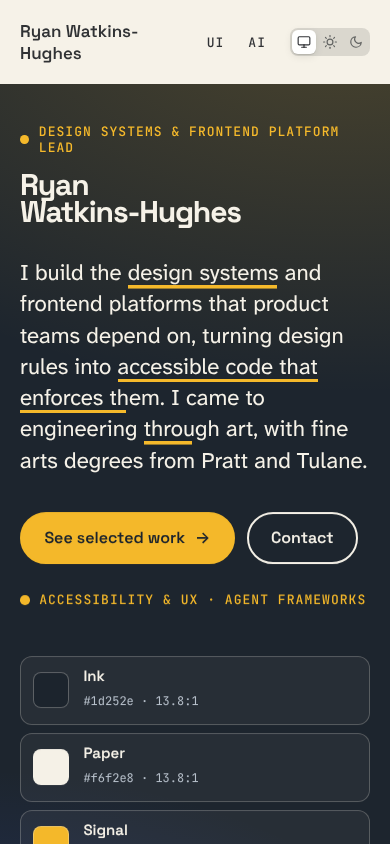 Ryan Watkins-
Hughes
UI
AI
DESIGN SYSTEMS & FRONTEND PLATFORM
LEAD
Ryan
Watkins-Hughes
I build the design systems and
frontend platforms that product
teams depend on, turning design
rules into accessible code that
enforces them. I came to
engineering through art, with fine
arts degrees from Pratt and Tulane.
See selected work →
Contact
ACCESSIBILITY & UX · AGENT FRAMEWORKS
Ink
#1d252e · 13.8:1
Paper
#f6f2e8 · 13.8:1
Signal